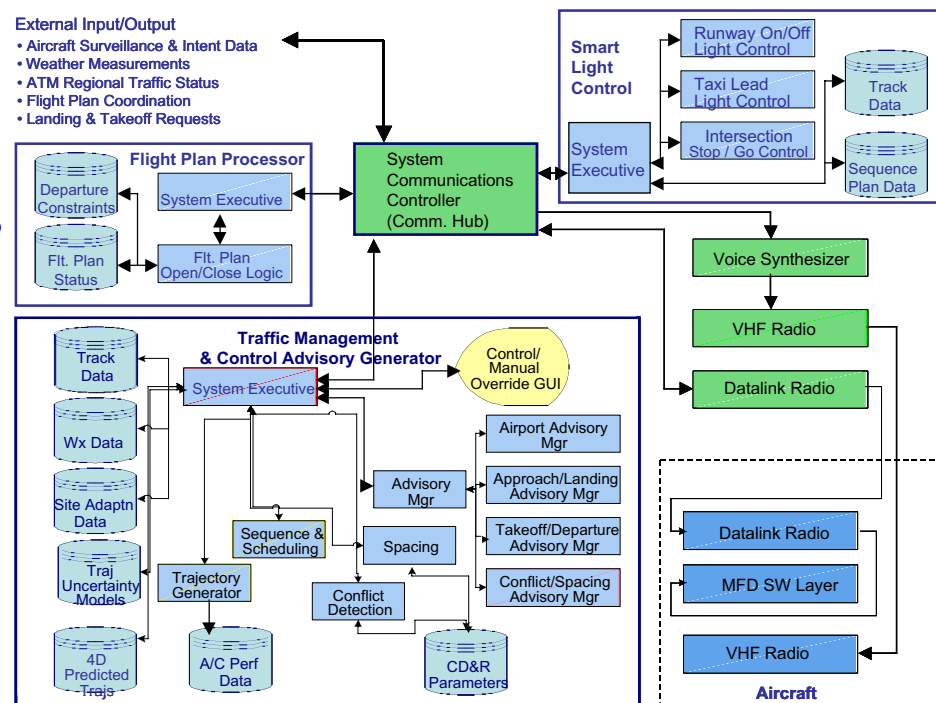 External Input/Output
• Aircraft Surveillance & Intent Data
• Weather Measurements
• ATM Regional Traffic Status
• Flight Plan Coordination
• Landing & Takeoff Requests
Smart
Light
Control
Runway On/Off
Light Control
Taxi Lead
Light Control
Intersection
Stop / Go Control
System
Executive
Track
Data
Sequence
Plan Data
Flight Plan Processor
Departure
Constraints
System Executive
Flt. Plan
Status
Flt. Plan
Open/Close Logic
System
Communications
Controller
(Comm. Hub)
Voice Synthesizer
VHF Radio
Datalink Radio
Traffic Management
& Control Advisory Generator
System Executive
Control/
Manual
Override GUI
Track
Data
Wx Data
Site Adaptn
Data
Traj
Uncertainty
Models
4D
Predicted
Trajs
Trajectory
Generator
A/C Perf
Data
Sequence &
Scheduling
Conflict
Detection
Spacing
CD&R
Parameters
Advisory
Mgr
Airport Advisory
Mgr
Approach/Landing
Advisory Mgr
Takeoff/Departure
Advisory Mgr
Conflict/Spacing
Advisory Mgr
Datalink Radio
MFD SW Layer
VHF Radio
Aircraft